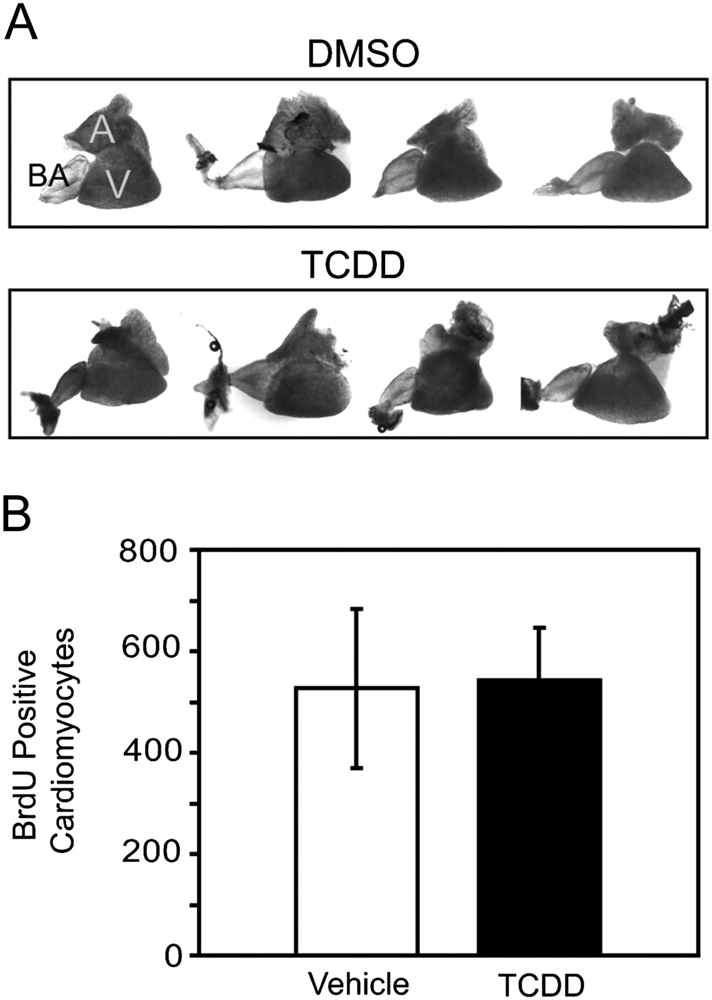 A
DMSO
A
BA
V
TCDD
B
800
600
400
200
0
BrdU Positive
Cardiomyocytes
Vehicle
TCDD